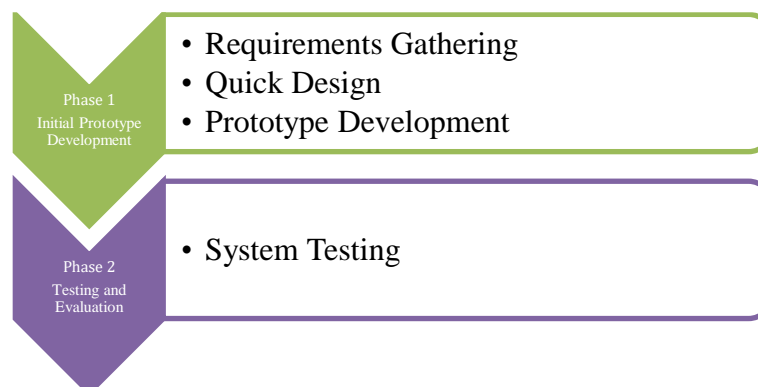 Phase 1
Initial Prototype
Development
• Requirements Gathering
• Quick Design
• Prototype Development
Phase 2
Testing and
Evaluation
• System Testing